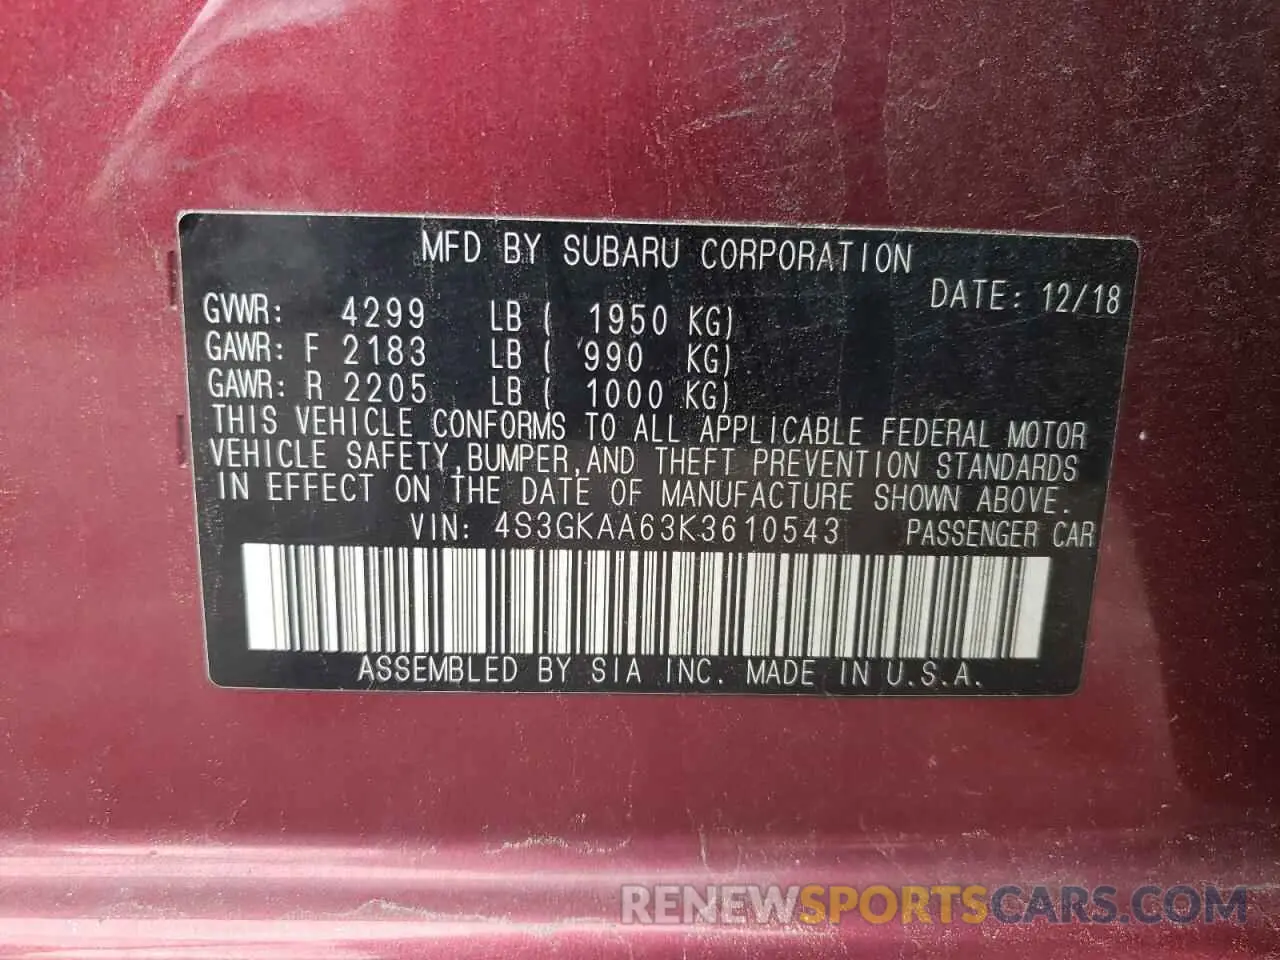 MFD BY SUBARU CORPORATION
DATE: 12/18
GVWR: 4299 LB ( 1950 KG)
GAWR: F 2183 LB ( 990 KG)
GAWR: R 2205 LB ( 1000 KG)
THIS VEHICLE CONFORMS TO ALL APPLICABLE FEDERAL MOTOR
VEHICLE SAFETY,BUMPER,AND THEFT PREVENTION STANDARDS
IN EFFECT ON THE DATE OF MANUFACTURE SHOWN ABOVE.
VIN: 4S3GKAA63K3610543 PASSENGER CAR
ASSEMBLED BY SIA INC. MADE IN U.S.A.
RENEWSPORTSCARS.COM